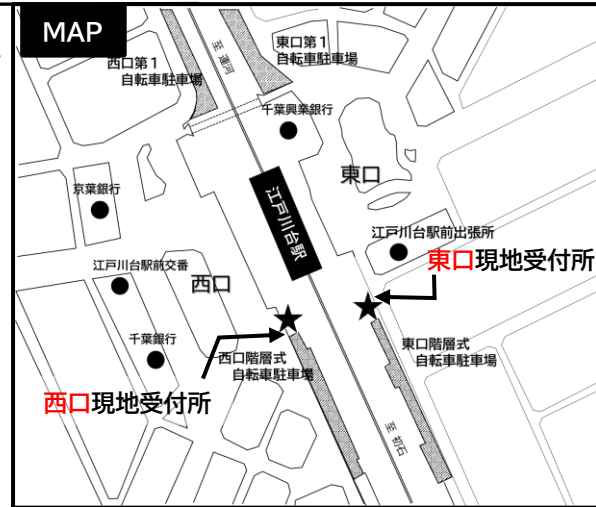 MAP
至 運河
東口第１
自転車駐車場
西口第１
自転車駐車場
千葉興業銀行
東口
京葉銀行
江戸川台駅
江戸川台駅前出張所
東口現地受付所
江戸川台駅前交番
西口
千葉銀行
西口階層式
自転車駐車場
東口階層式
自転車駐車場
西口現地受付所
至 初石